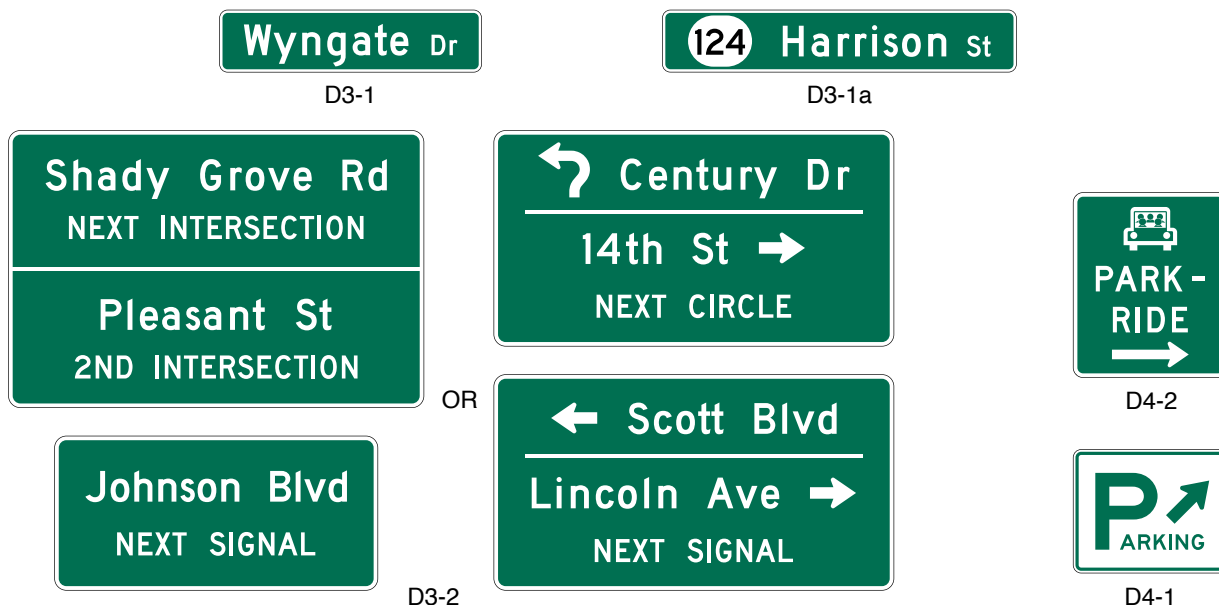 Wyngate Dr
D3-1
124 Harrison St
D3-1a
Shady Grove Rd
NEXT INTERSECTION
Pleasant St
2ND INTERSECTION
OR
Century Dr
14th St
NEXT CIRCLE
Johnson Blvd
NEXT SIGNAL
Scott Blvd
Lincoln Ave
NEXT SIGNAL
D3-2
PARK-
RIDE
D4-2
PARKING
D4-1